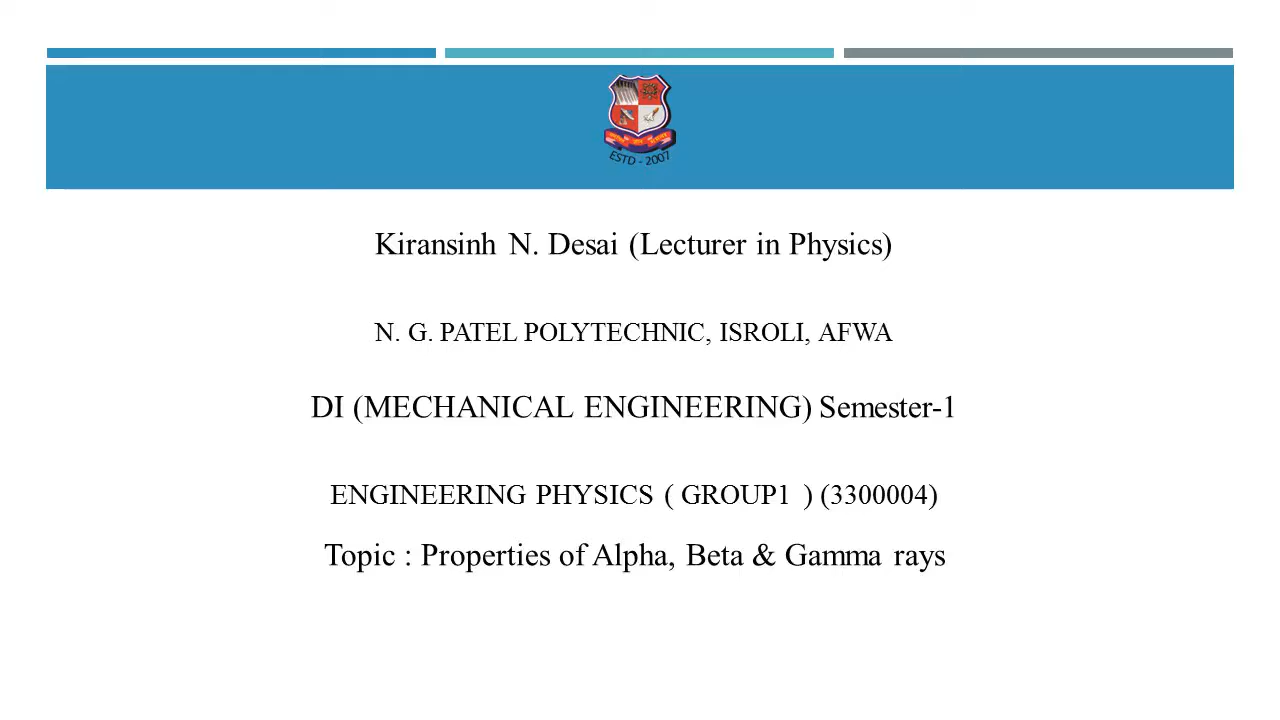 ESTD - 2007
Kiransinh N. Desai (Lecturer in Physics)
N. G. PATEL POLYTECHNIC, ISROLI, AFWA
DI (MECHANICAL ENGINEERING) Semester-1
ENGINEERING PHYSICS ( GROUP1 ) (3300004)
Topic : Properties of Alpha, Beta & Gamma rays